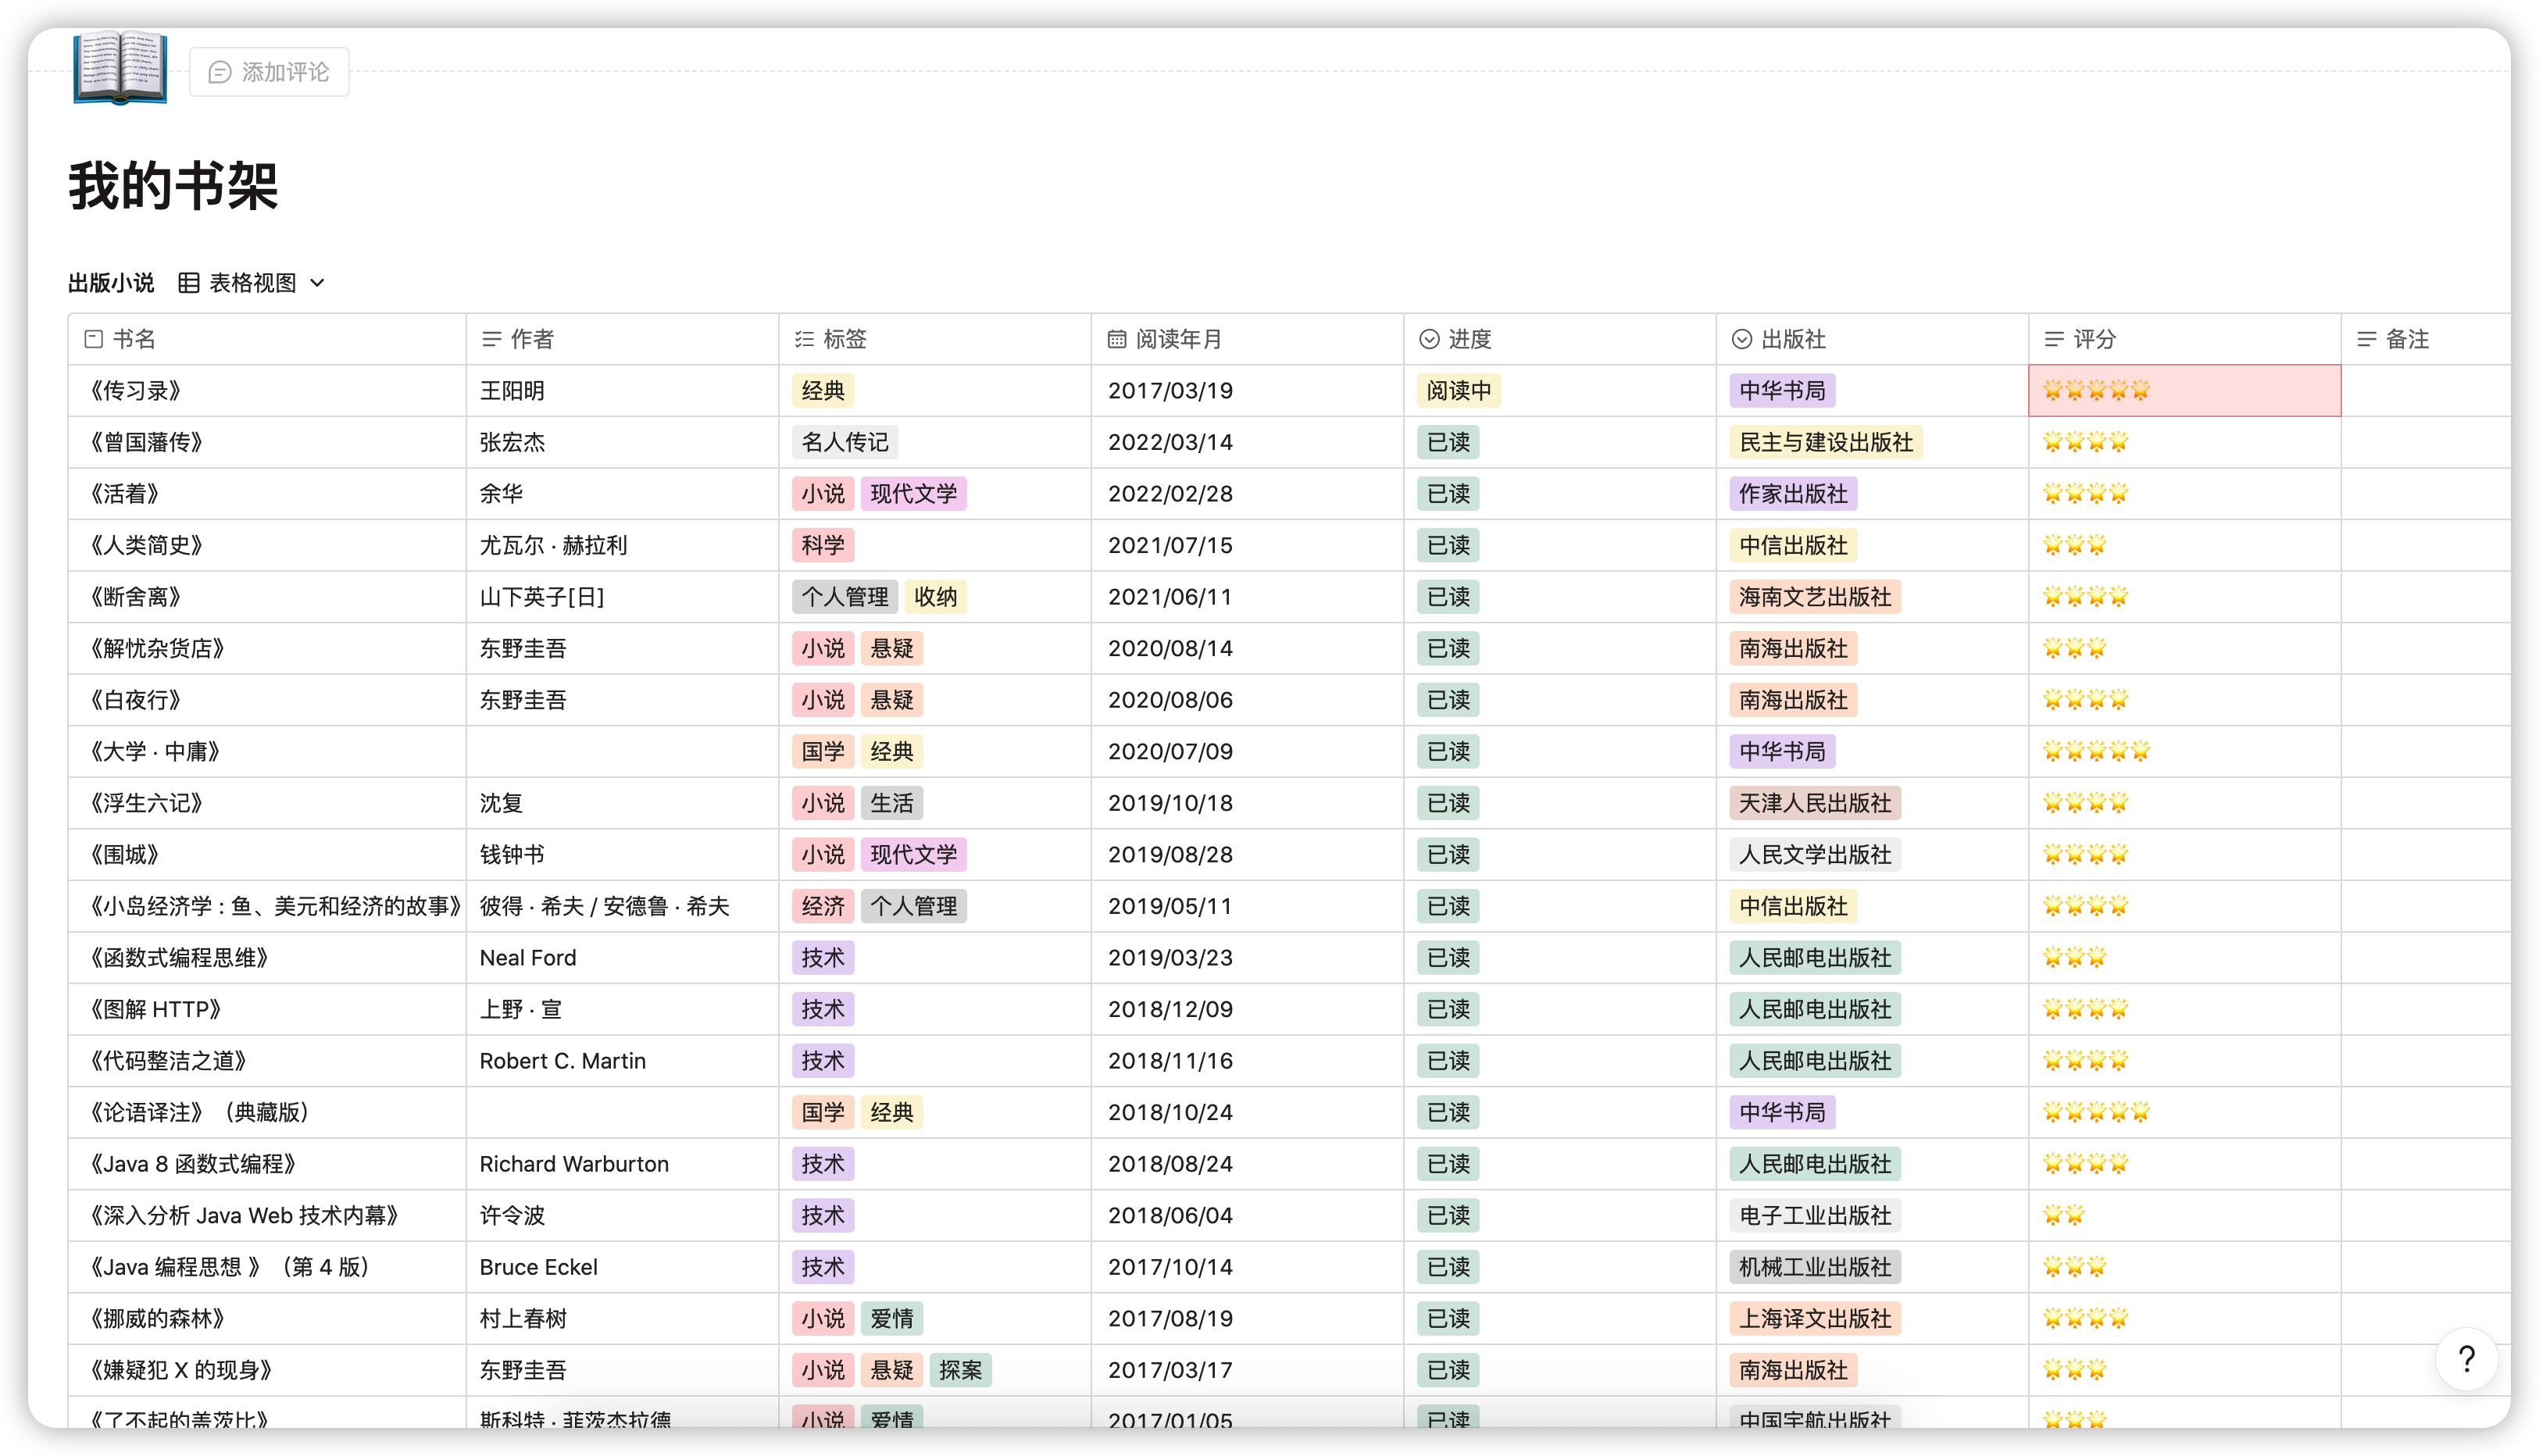 添加评论
我的书架
出版小说 表格视图
书名 作者 标签 阅读年月 进度 出版社 评分 备注
《传习录》 王阳明 经典 2017/03/19 阅读中 中华书局 🌟🌟🌟🌟🌟
《曾国藩传》 张宏杰 名人传记 2022/03/14 已读 民主与建设出版社 🌟🌟🌟🌟
《活着》 余华 小说 现代文学 2022/02/28 已读 作家出版社 🌟🌟🌟🌟
《人类简史》 尤瓦尔 · 赫拉利 科学 2021/07/15 已读 中信出版社 🌟🌟🌟
《断舍离》 山下英子[日] 个人管理 收纳 2021/06/11 已读 海南文艺出版社 🌟🌟🌟🌟
《解忧杂货店》 东野圭吾 小说 悬疑 2020/08/14 已读 南海出版社 🌟🌟🌟
《白夜行》 东野圭吾 小说 悬疑 2020/08/06 已读 南海出版社 🌟🌟🌟🌟
《大学 · 中庸》 国学 经典 2020/07/09 已读 中华书局 🌟🌟🌟🌟🌟
《浮生六记》 沈复 小说 生活 2019/10/18 已读 天津人民出版社 🌟🌟🌟🌟
《围城》 钱钟书 小说 现代文学 2019/08/28 已读 人民文学出版社 🌟🌟🌟🌟
《小岛经济学 : 鱼、美元和经济的故事》 彼得 · 希夫 / 安德鲁 · 希夫 经济 个人管理 2019/05/11 已读 中信出版社 🌟🌟🌟🌟
《函数式编程思维》 Neal Ford 技术 2019/03/23 已读 人民邮电出版社 🌟🌟🌟
《图解 HTTP》 上野 · 宣 技术 2018/12/09 已读 人民邮电出版社 🌟🌟🌟🌟
《代码整洁之道》 Robert C. Martin 技术 2018/11/16 已读 人民邮电出版社 🌟🌟🌟🌟
《论语译注》（典藏版） 国学 经典 2018/10/24 已读 中华书局 🌟🌟🌟🌟🌟
《Java 8 函数式编程》 Richard Warburton 技术 2018/08/24 已读 人民邮电出版社 🌟🌟🌟🌟
《深入分析 Java Web 技术内幕》 许令波 技术 2018/06/04 已读 电子工业出版社 🌟🌟
《Java 编程思想 》（第 4 版） Bruce Eckel 技术 2017/10/14 已读 机械工业出版社 🌟🌟🌟
《挪威的森林》 村上春树 小说 爱情 2017/08/19 已读 上海译文出版社 🌟🌟🌟🌟
《嫌疑犯 X 的现身》 东野圭吾 小说 悬疑 探案 2017/03/17 已读 南海出版社 🌟🌟🌟
《了不起的盖茨比》 斯科特 · 菲茨杰拉德 小说 爱情 2017/01/05 已读 中国宇航出版社 🌟🌟🌟
?